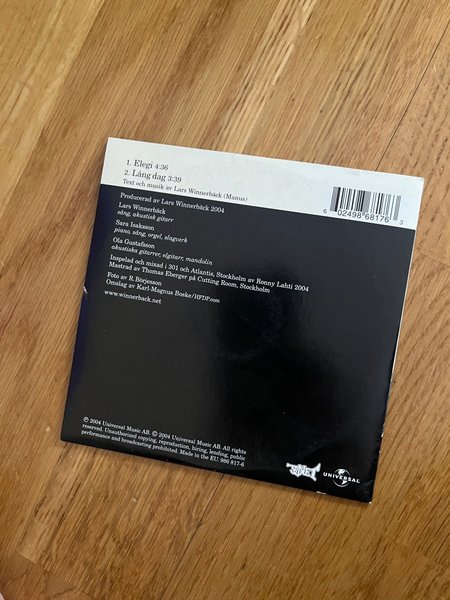 1. Elegi 4:36
2. Lång dag 3:39
Text och musik av Lars Winnerbäck (Manus)
6 02498 68176 3
Producerad av Lars Winnerbäck 2004
Lars Winnerbäck
sång, akustisk gitarr
Sara Isaksson
piano, sång, orgel, slagverk
Ola Gustafsson
akustiska gitarrer, elgitarr, mandolin
Inspelad och mixad i 301 och Atlantis, Stockholm av Ronny Lahti 2004
Mastrad av Thomas Eberger på Cutting Room, Stockholm
Foto av R. Börjesson
Omslag av Karl-Magnus Boske/HFDP.com
www.winnerback.net
℗ 2004 Universal Music AB. © 2004 Universal Music AB. All rights
reserved. Unauthorized copying, reproduction, hiring, lending, public
performance and broadcasting prohibited. Made in the EU. 986 817-6
UNIVERSAL